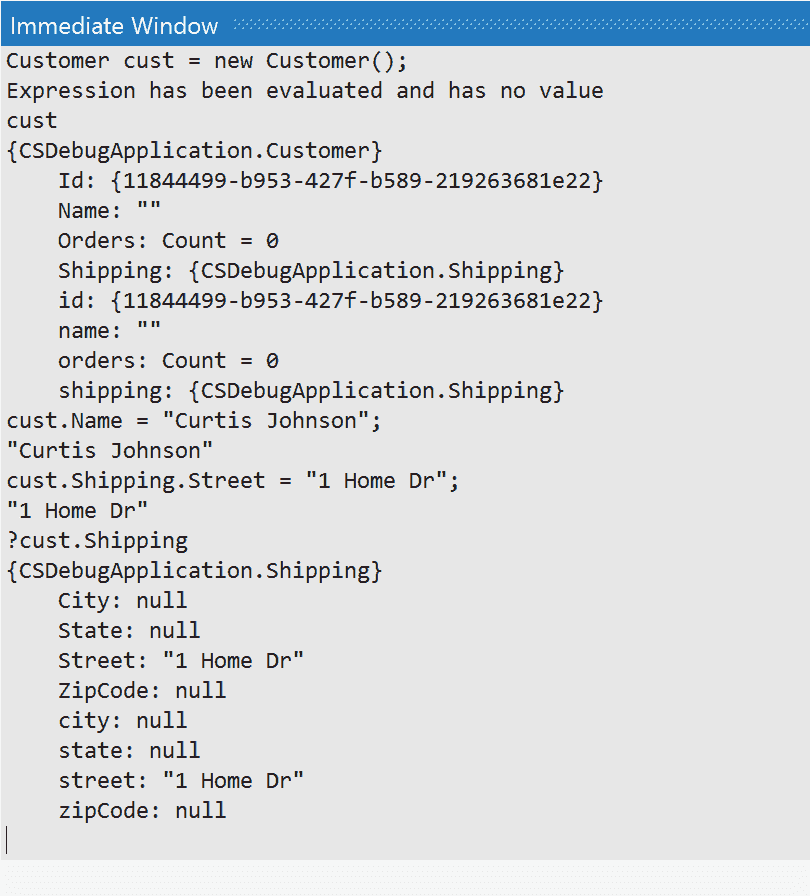 Immediate Window
Customer cust = new Customer();
Expression has been evaluated and has no value
cust
{CSDebugApplication.Customer}
    Id: {11844499-b953-427f-b589-219263681e22}
    Name: ""
    Orders: Count = 0
    Shipping: {CSDebugApplication.Shipping}
    id: {11844499-b953-427f-b589-219263681e22}
    name: ""
    orders: Count = 0
    shipping: {CSDebugApplication.Shipping}
cust.Name = "Curtis Johnson";
"Curtis Johnson"
cust.Shipping.Street = "1 Home Dr";
"1 Home Dr"
?cust.Shipping
{CSDebugApplication.Shipping}
    City: null
    State: null
    Street: "1 Home Dr"
    ZipCode: null
    city: null
    state: null
    street: "1 Home Dr"
    zipCode: null